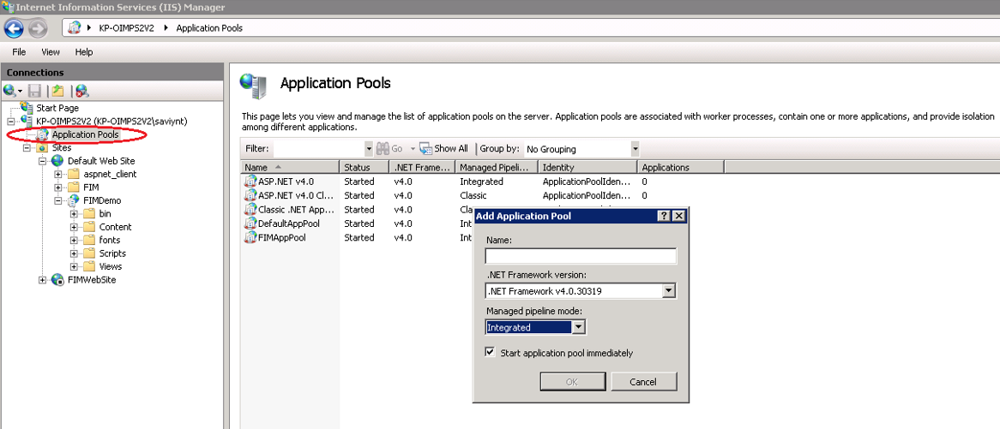 Internet Information Services (IIS) Manager
KP-OIMPS2V2
Application Pools
File View Help
Connections
Start Page
KP-OIMPS2V2 (KP-OIMPS2V2\saviynt)
Application Pools
Sites
Default Web Site
aspnet_client
FIM
FIMDemo
bin
Content
fonts
Scripts
Views
FIMWebSite
Application Pools
This page lets you view and manage the list of application pools on the server. Application pools are associated with worker processes, contain one or more applications, and provide isolation
among different applications.
Filter: Go Show All Group by: No Grouping
Name Status .NET Frame... Managed Pipeli... Identity Applications
ASP.NET v4.0 Started v4.0 Integrated ApplicationPoolIden... 0
ASP.NET v4.0 Cl... Started v4.0 Classic ApplicationPoolIden... 0
Classic .NET App... Started v4.0 Cla
DefaultAppPool Started v4.0 Int
FIMAppPool Started v4.0 Int
Add Application Pool
Name:
.NET Framework version:
.NET Framework v4.0.30319
Managed pipeline mode:
Integrated
Start application pool immediately
OK Cancel